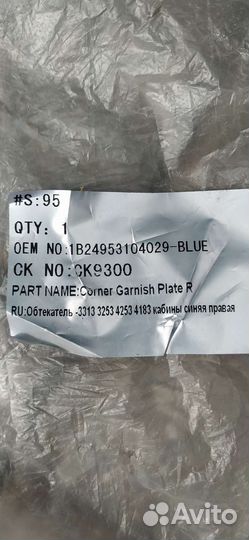 #S:95
QTY: 1
OEM NO:1B24953104029-BLUE
CK NO:CK9300
PART NAME:Corner Garnish Plate R
RU:Обтекатель -3313 3253 4253 4183 кабины синяя правая
Avito